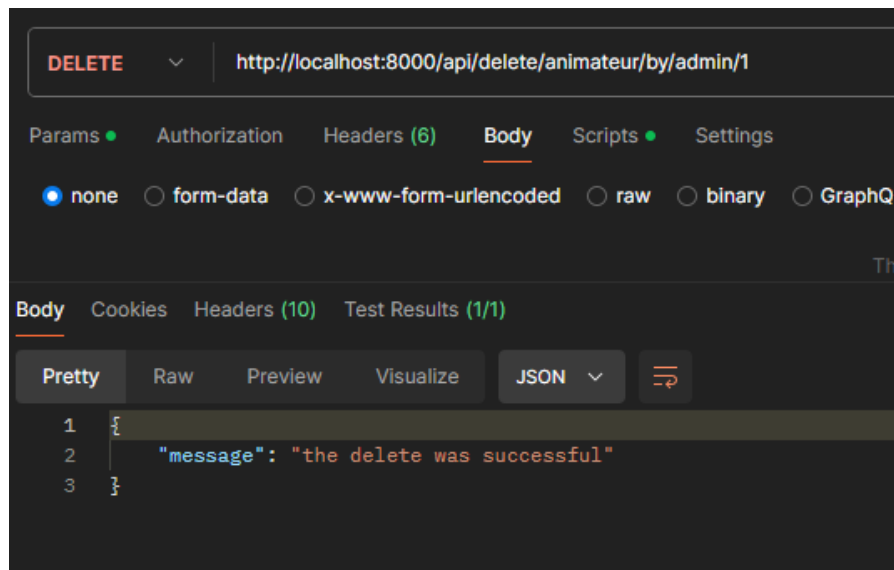 DELETE http://localhost:8000/api/delete/animateur/by/admin/1
Params Authorization Headers (6) Body Scripts Settings
none form-data x-www-form-urlencoded raw binary GraphQ
Th
Body Cookies Headers (10) Test Results (1/1)
Pretty Raw Preview Visualize JSON
1 {
2 "message": "the delete was successful"
3 }